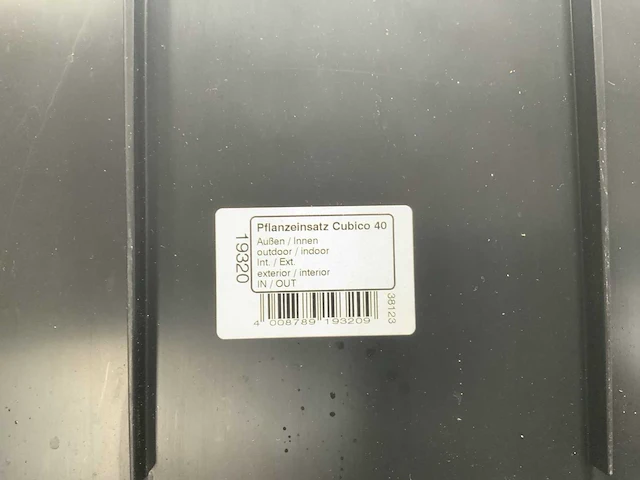 Pflanzeinsatz Cubico 40
Außen / Innen
outdoor / indoor
Int. / Ext.
exterior / interior
IN / OUT
19320
4 008789 193209
38123